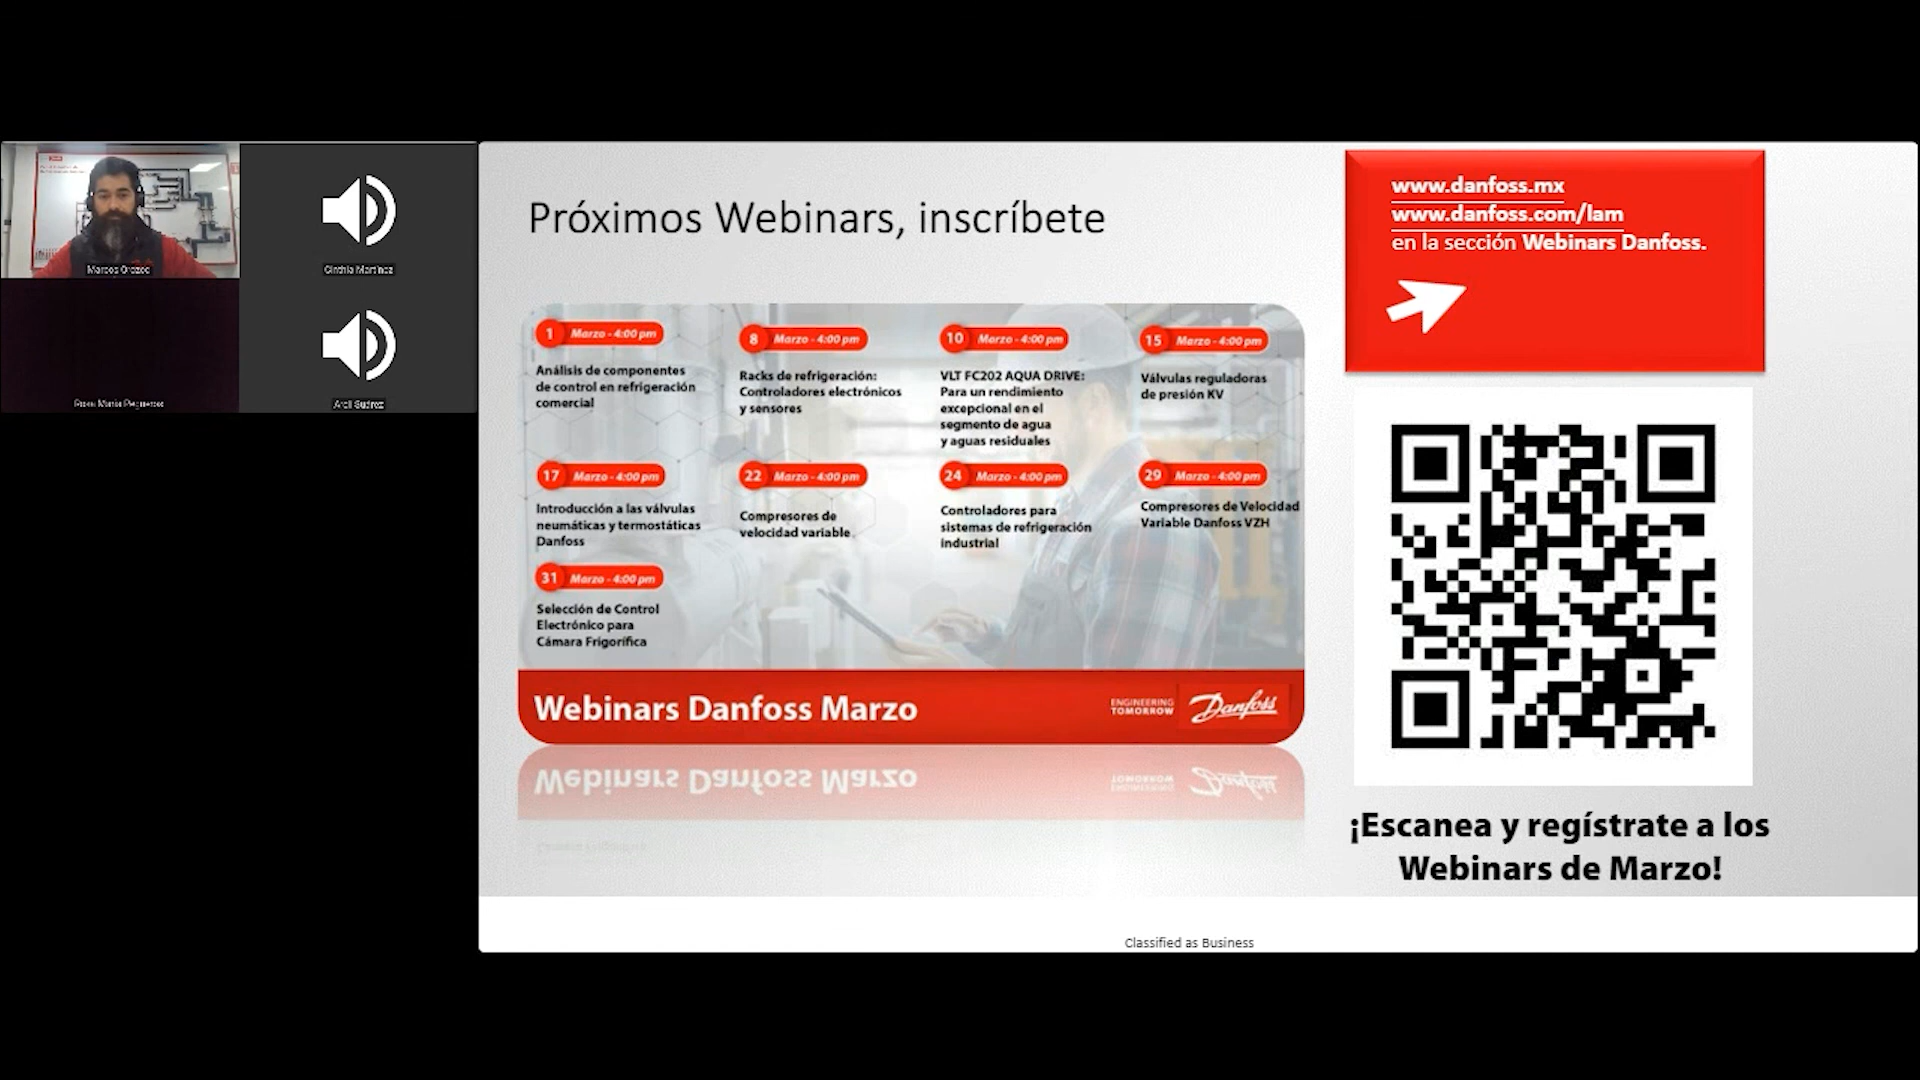 Marcos Orozco
Cinthia Martinez
Rosa Maria Pegueros
Areli Suárez
Próximos Webinars, inscríbete
www.danfoss.mx
www.danfoss.com/lam
en la sección Webinars Danfoss.
1 Marzo - 4:00 pm
Análisis de componentes
de control en refrigeración
comercial
8 Marzo - 4:00 pm
Racks de refrigeración:
Controladores electrónicos
y sensores
10 Marzo - 4:00 pm
VLT FC202 AQUA DRIVE:
Para un rendimiento
excepcional en el
segmento de agua
y aguas residuales
15 Marzo - 4:00 pm
Válvulas reguladoras
de presión KV
17 Marzo - 4:00 pm
Introducción a las válvulas
neumáticas y termostáticas
Danfoss
22 Marzo - 4:00 pm
Compresores de
velocidad variable
24 Marzo - 4:00 pm
Controladores para
sistemas de refrigeración
industrial
29 Marzo - 4:00 pm
Compresores de Velocidad
Variable Danfoss VZH
31 Marzo - 4:00 pm
Selección de Control
Electrónico para
Cámara Frigorífica
Webinars Danfoss Marzo
ENGINEERING
TOMORROW
Danfoss
¡Escanea y regístrate a los
Webinars de Marzo!
Classified as Business